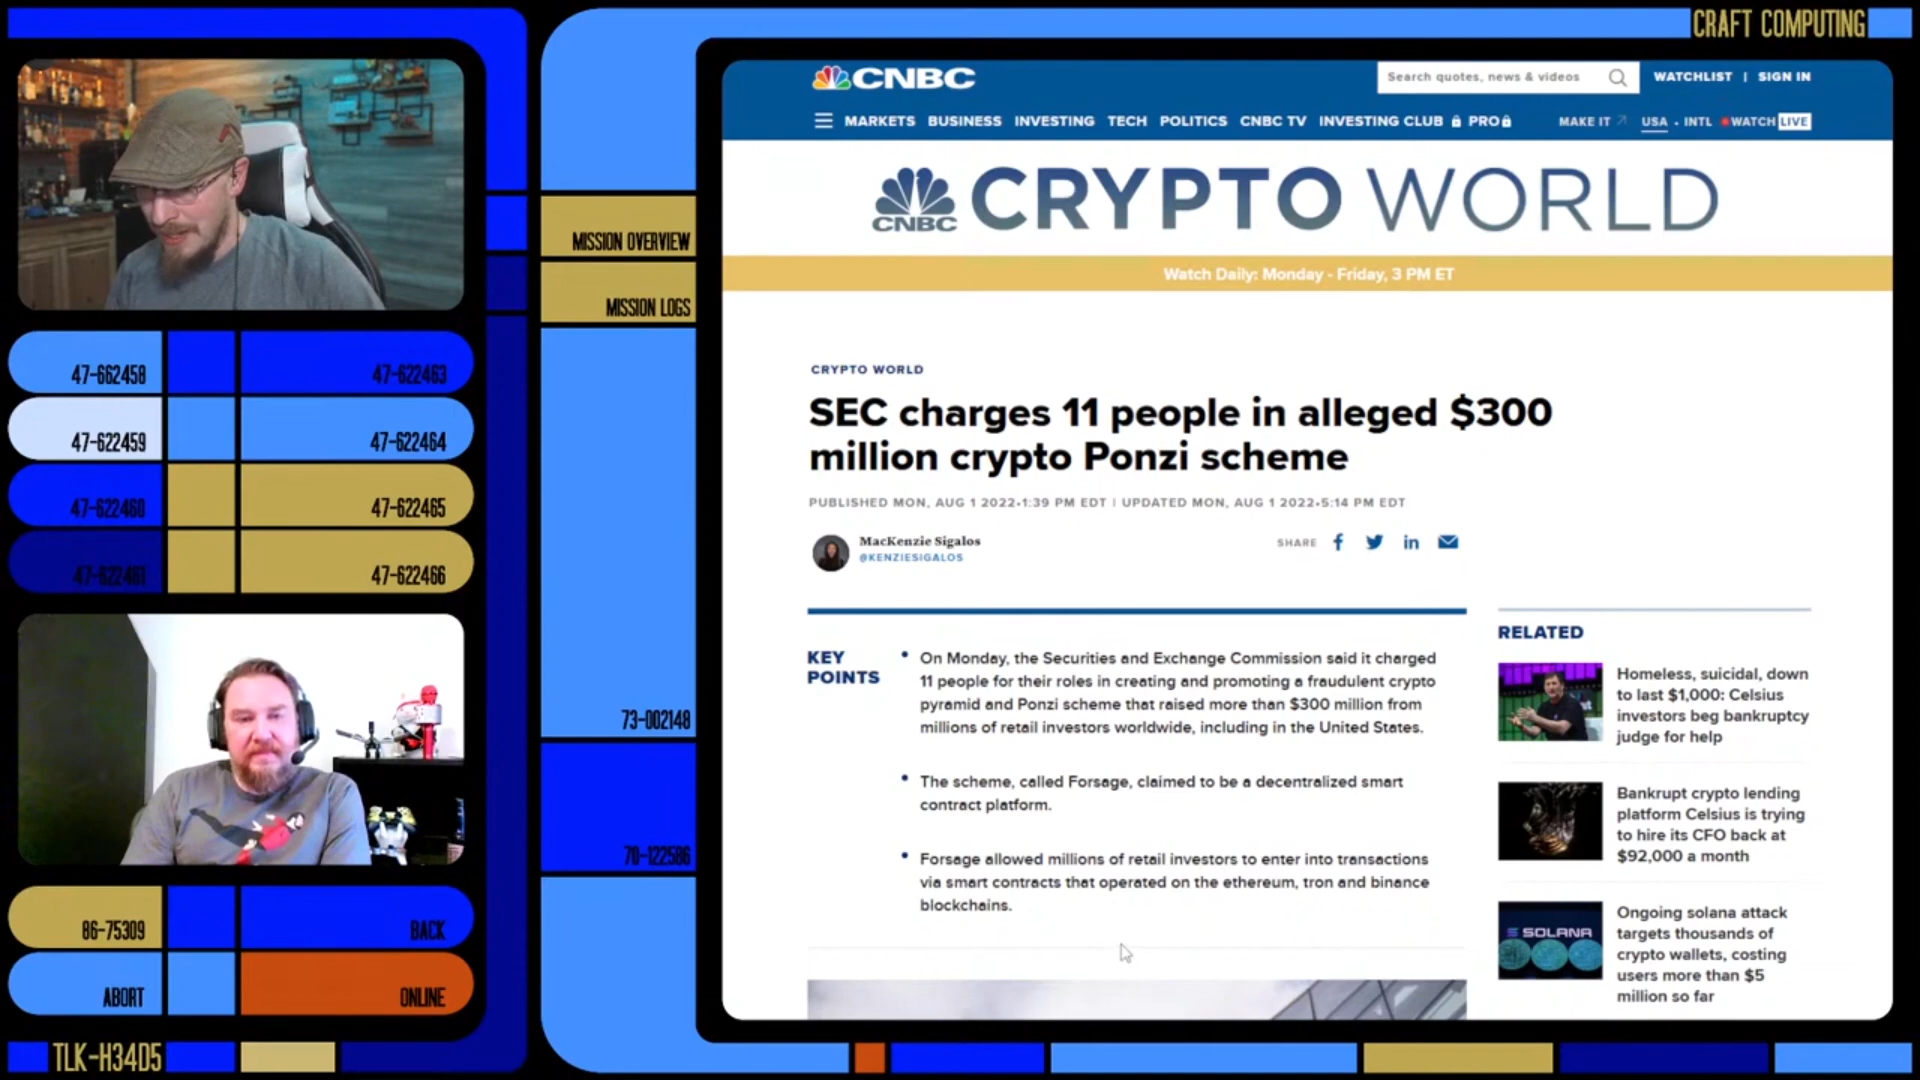 CRAFT COMPUTING
47-662458
47-622463
47-622459
47-622464
47-622460
47-622465
47-622461
47-622466
86-75309
BACK
ABORT
ONLINE
TLK-H34D5
MISSION OVERVIEW
MISSION LOGS
73-002148
70-122586
CNBC
Search quotes, news & videos
WATCHLIST | SIGN IN
MARKETS BUSINESS INVESTING TECH POLITICS CNBC TV INVESTING CLUB PRO
MAKE IT USA • INTL WATCH LIVE
CNBC CRYPTO WORLD
Watch Daily: Monday - Friday, 3 PM ET
CRYPTO WORLD
SEC charges 11 people in alleged $300
million crypto Ponzi scheme
PUBLISHED MON, AUG 1 2022•1:39 PM EDT | UPDATED MON, AUG 1 2022•5:14 PM EDT
MacKenzie Sigalos
@KENZIESIGALOS
SHARE
KEY
POINTS
• On Monday, the Securities and Exchange Commission said it charged
11 people for their roles in creating and promoting a fraudulent crypto
pyramid and Ponzi scheme that raised more than $300 million from
millions of retail investors worldwide, including in the United States.
• The scheme, called Forsage, claimed to be a decentralized smart
contract platform.
• Forsage allowed millions of retail investors to enter into transactions
via smart contracts that operated on the ethereum, tron and binance
blockchains.
RELATED
Homeless, suicidal, down
to last $1,000: Celsius
investors beg bankruptcy
judge for help
Bankrupt crypto lending
platform Celsius is trying
to hire its CFO back at
$92,000 a month
SOLANA
Ongoing solana attack
targets thousands of
crypto wallets, costing
users more than $5
million so far